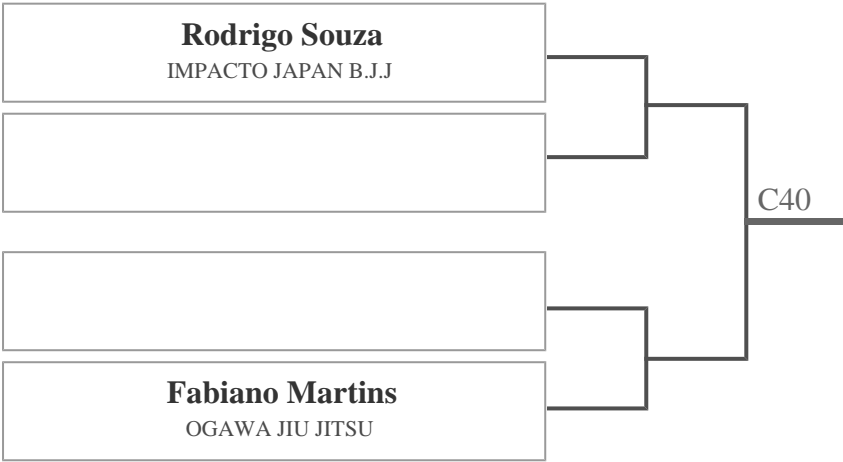 Rodrigo Souza
IMPACTO JAPAN B.J.J
C40
Fabiano Martins
OGAWA JIU JITSU